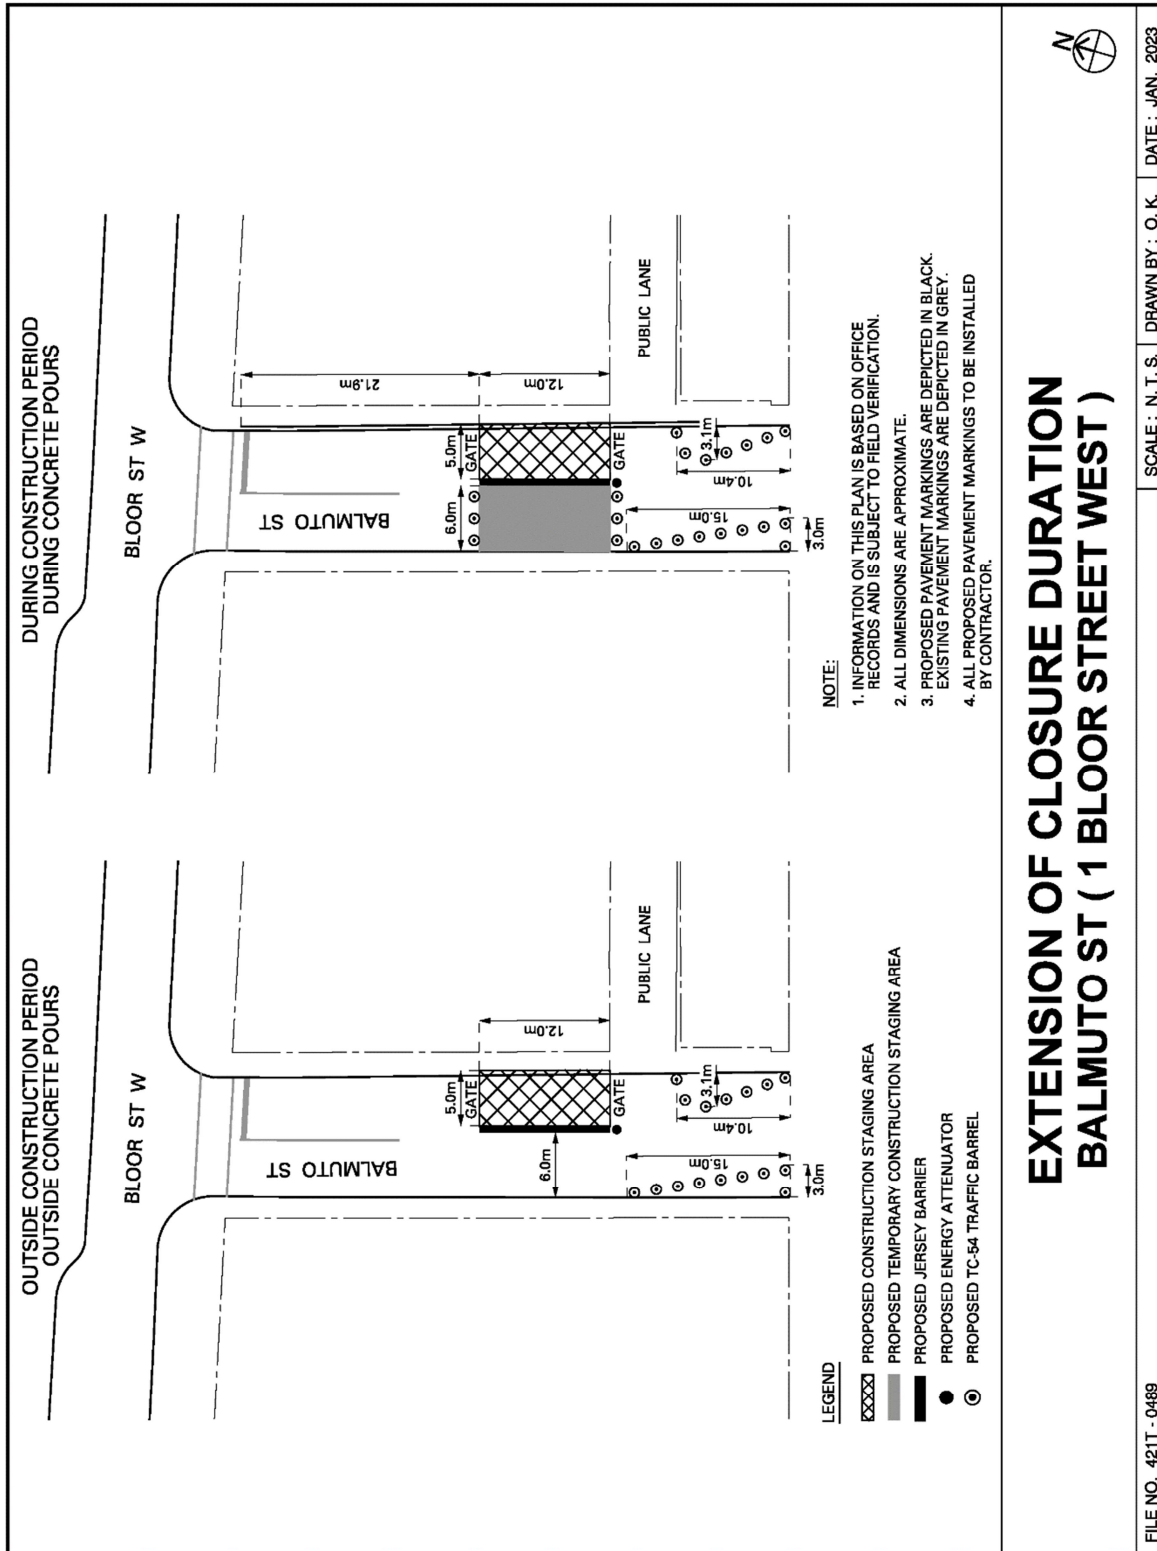 OUTSIDE CONSTRUCTION PERIOD
OUTSIDE CONCRETE POURS
BLOOR ST W
BALMUTO ST
5.0m
GATE
12.0m
6.0m
GATE
PUBLIC LANE
15.0m
3.0m
3.1m
10.4m
DURING CONSTRUCTION PERIOD
DURING CONCRETE POURS
BLOOR ST W
BALMUTO ST
21.9m
5.0m
GATE
12.0m
6.0m
GATE
PUBLIC LANE
15.0m
3.0m
3.1m
10.4m
LEGEND
PROPOSED CONSTRUCTION STAGING AREA
PROPOSED TEMPORARY CONSTRUCTION STAGING AREA
PROPOSED JERSEY BARRIER
PROPOSED ENERGY ATTENUATOR
PROPOSED TC-54 TRAFFIC BARREL
NOTE:
1. INFORMATION ON THIS PLAN IS BASED ON OFFICE
RECORDS AND IS SUBJECT TO FIELD VERIFICATION.
2. ALL DIMENSIONS ARE APPROXIMATE.
3. PROPOSED PAVEMENT MARKINGS ARE DEPICTED IN BLACK.
EXISTING PAVEMENT MARKINGS ARE DEPICTED IN GREY.
4. ALL PROPOSED PAVEMENT MARKINGS TO BE INSTALLED
BY CONTRACTOR.
EXTENSION OF CLOSURE DURATION
BALMUTO ST ( 1 BLOOR STREET WEST )
N
FILE NO. 421T - 0489
SCALE : N. T. S.
DRAWN BY : O. K.
DATE : JAN. 2023